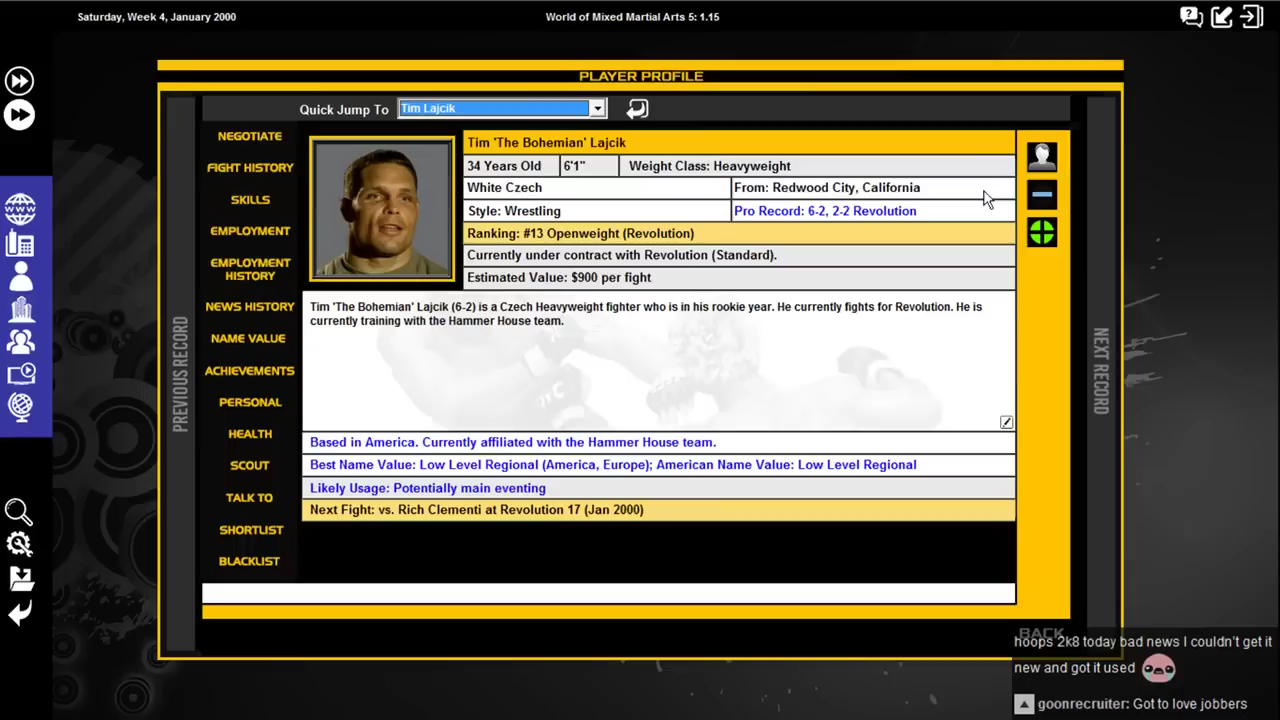 Saturday, Week 4, January 2000
World of Mixed Martial Arts 5: 1.15
PLAYER PROFILE
Quick Jump To
Tim Lajcik
NEGOTIATE
FIGHT HISTORY
SKILLS
EMPLOYMENT
EMPLOYMENT
HISTORY
NEWS HISTORY
NAME VALUE
ACHIEVEMENTS
PERSONAL
HEALTH
SCOUT
TALK TO
SHORTLIST
BLACKLIST
PREVIOUS RECORD
Tim 'The Bohemian' Lajcik
34 Years Old
6'1"
Weight Class: Heavyweight
White Czech
From: Redwood City, California
Style: Wrestling
Pro Record: 6-2, 2-2 Revolution
Ranking: #13 Openweight (Revolution)
Currently under contract with Revolution (Standard).
Estimated Value: $900 per fight
Tim 'The Bohemian' Lajcik (6-2) is a Czech Heavyweight fighter who is in his rookie year. He currently fights for Revolution. He is
currently training with the Hammer House team.
Based in America. Currently affiliated with the Hammer House team.
Best Name Value: Low Level Regional (America, Europe); American Name Value: Low Level Regional
Likely Usage: Potentially main eventing
Next Fight: vs. Rich Clementi at Revolution 17 (Jan 2000)
NEXT RECORD
BACK
hoops 2k8 today bad news I couldn't get it
new and got it used
goonrecruiter: Got to love jobbers
WWW
?